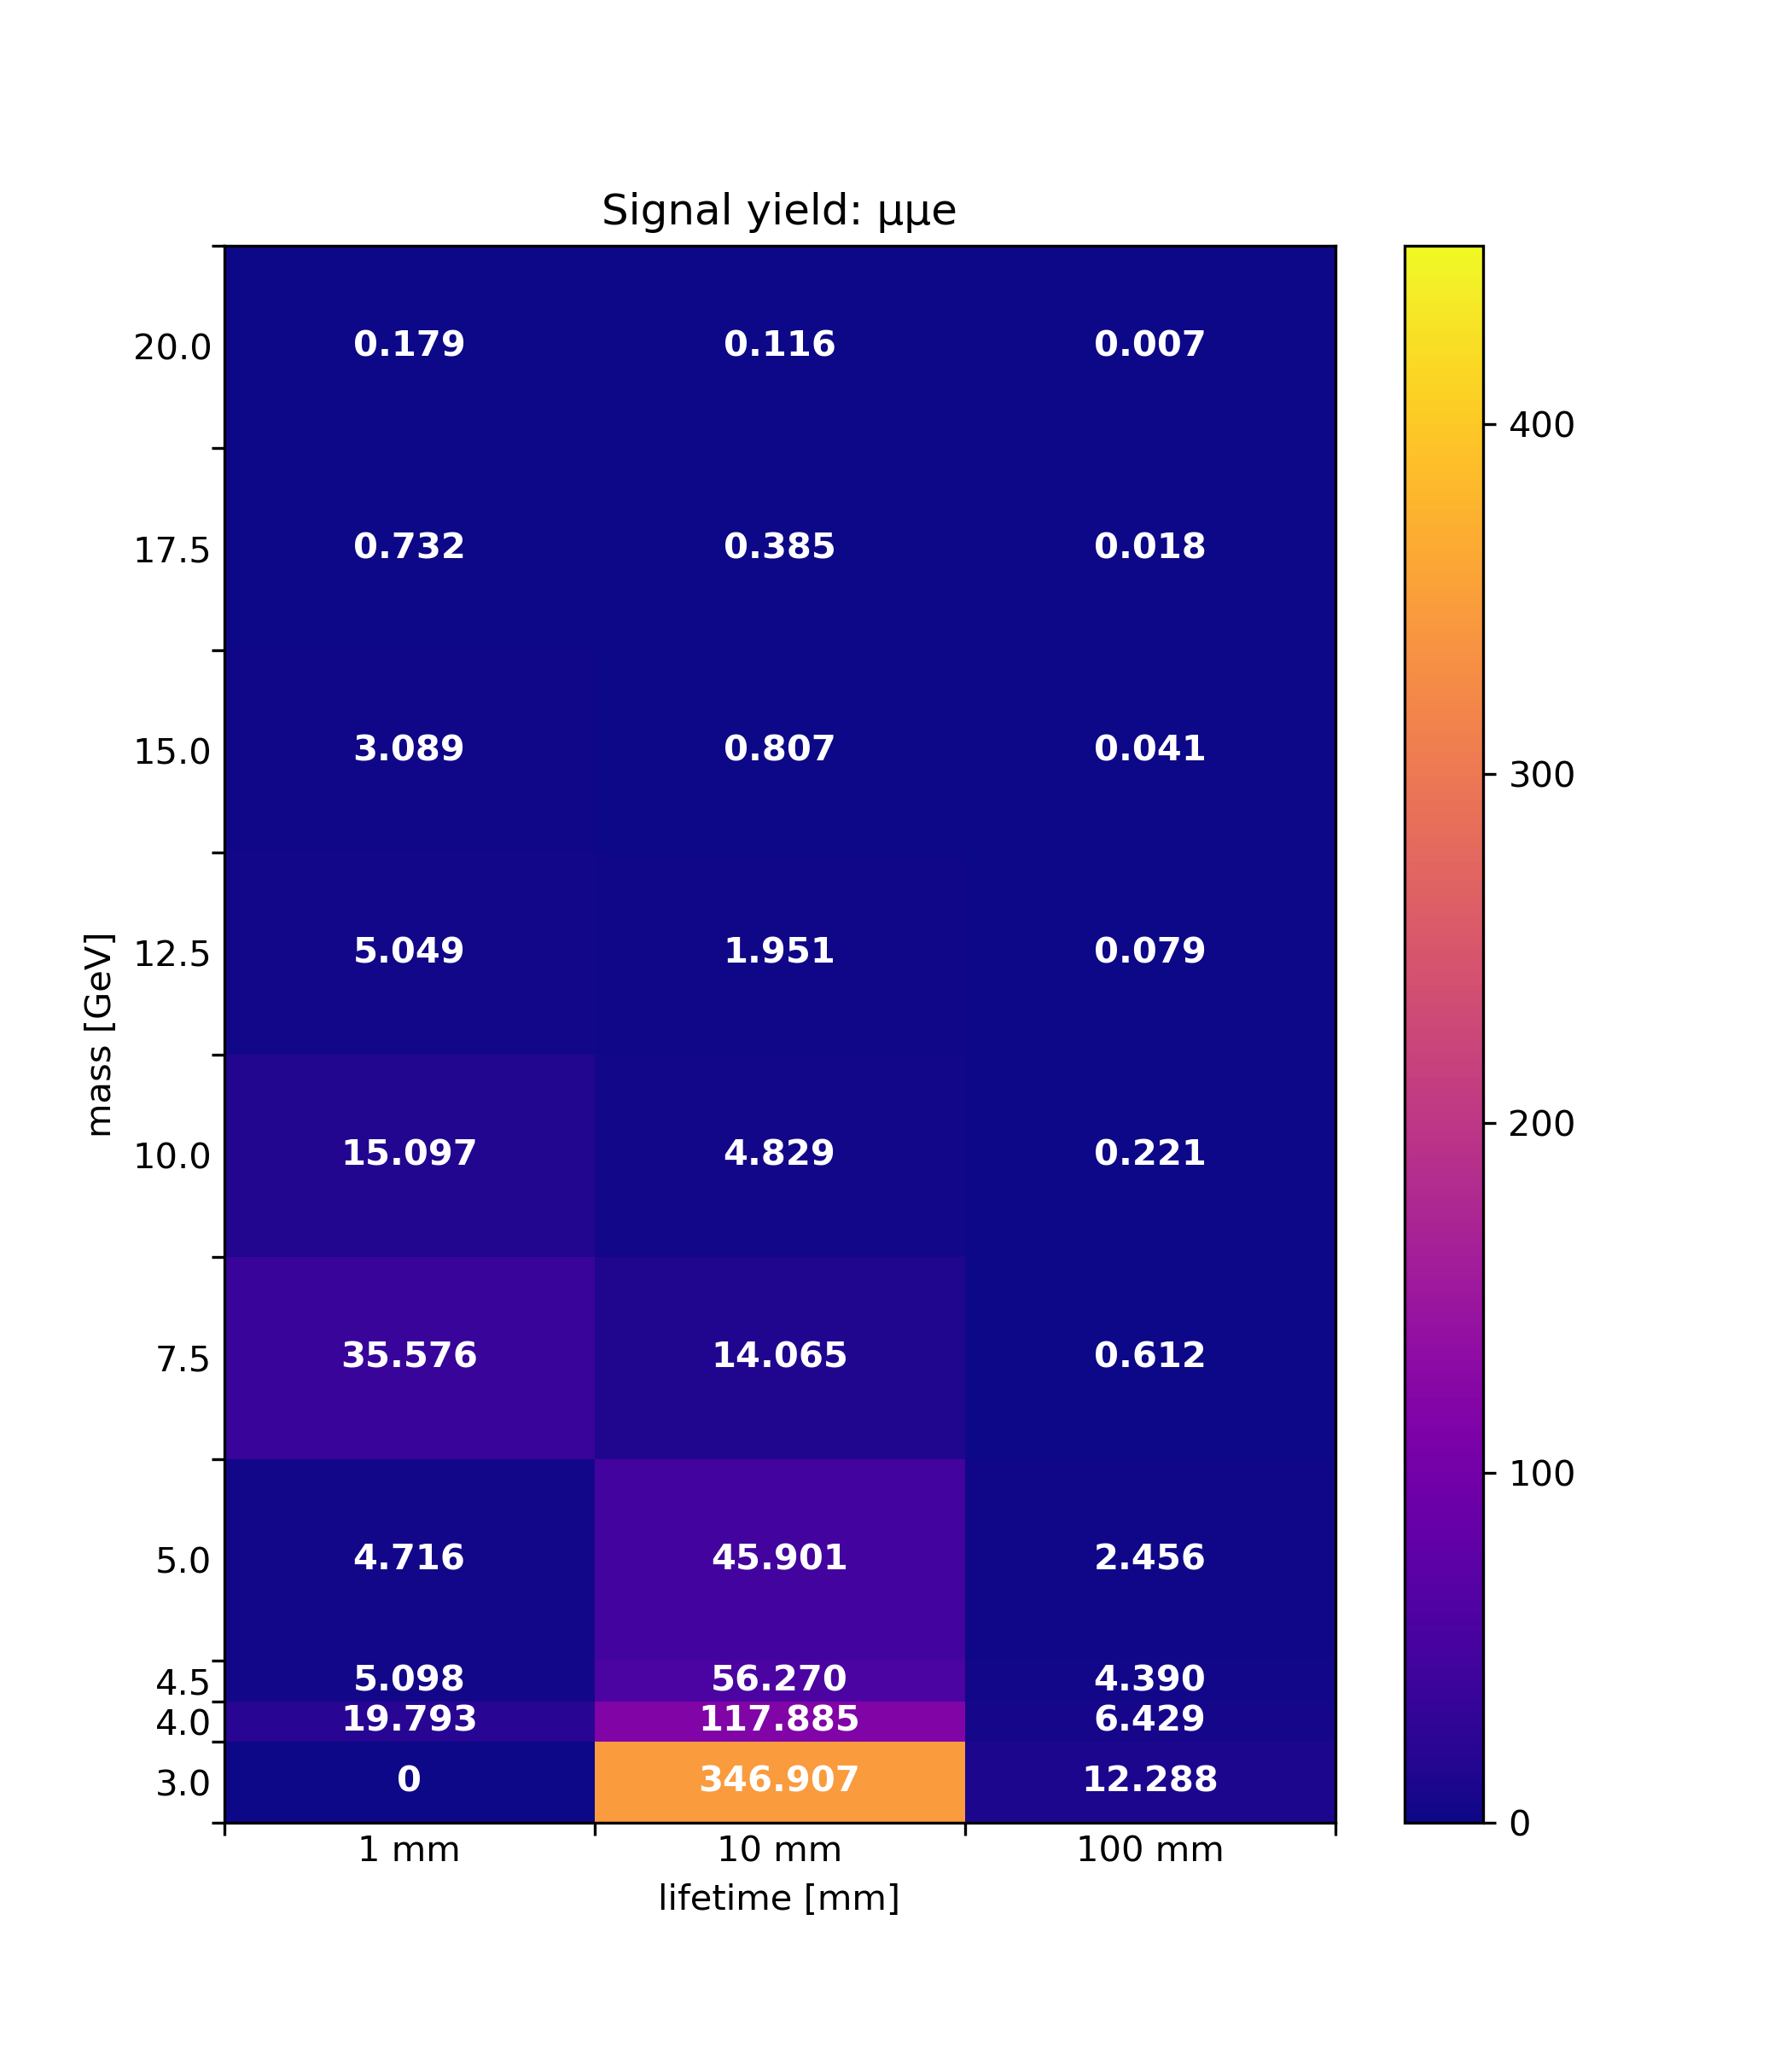 Signal yield: μμe
20.0 0.179 0.116 0.007
400
17.5 0.732 0.385 0.018
15.0 3.089 0.807 0.041
300
12.5 5.049 1.951 0.079
mass [GeV]
10.0 15.097 4.829 0.221
200
7.5 35.576 14.065 0.612
100
5.0 4.716 45.901 2.456
4.5 5.098 56.270 4.390
4.0 19.793 117.885 6.429
3.0 0 346.907 12.288
0
1 mm 10 mm 100 mm
lifetime [mm]